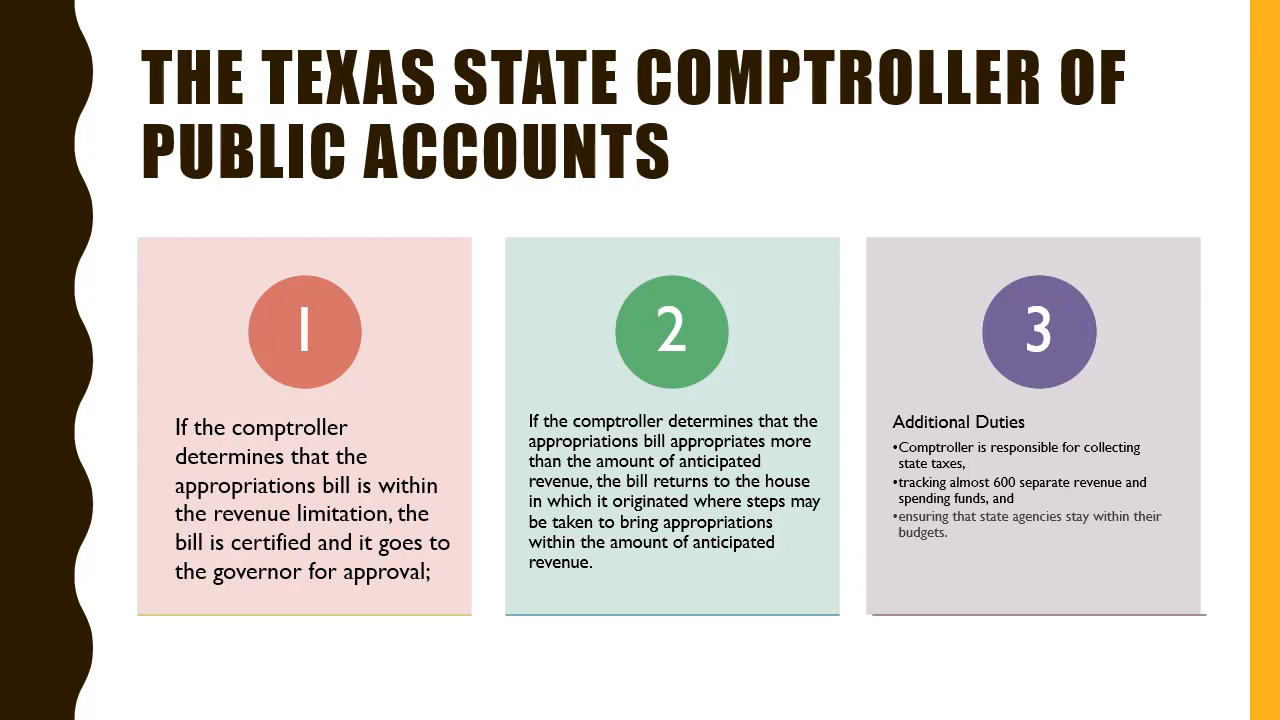 THE TEXAS STATE COMPTROLLER OF
PUBLIC ACCOUNTS
1
If the comptroller
determines that the
appropriations bill is within
the revenue limitation, the
bill is certified and it goes to
the governor for approval;
2
If the comptroller determines that the
appropriations bill appropriates more
than the amount of anticipated
revenue, the bill returns to the house
in which it originated where steps may
be taken to bring appropriations
within the amount of anticipated
revenue.
3
Additional Duties
•Comptroller is responsible for collecting
state taxes,
•tracking almost 600 separate revenue and
spending funds, and
•ensuring that state agencies stay within their
budgets.